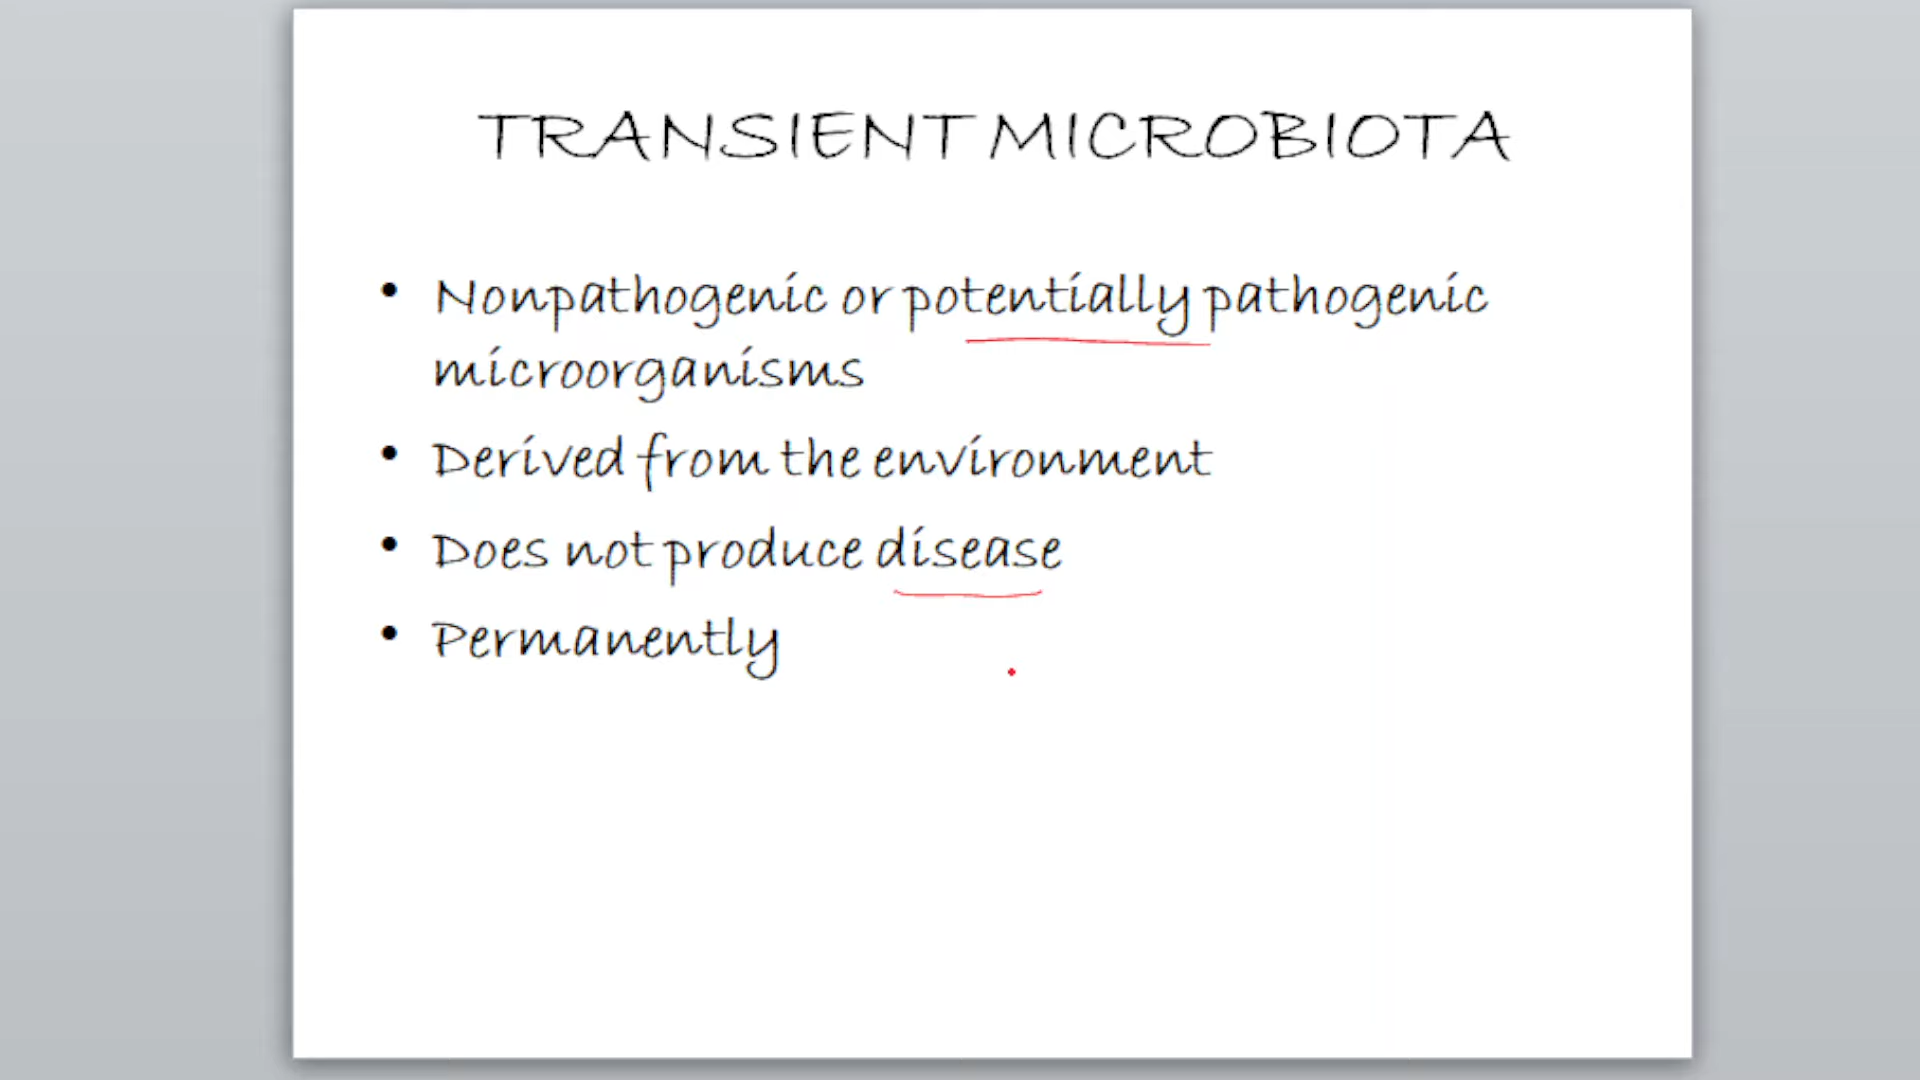 TRANSIENT MICROBIOTA
• Nonpathogenic or potentially pathogenic
microorganisms
• Derived from the environment
• Does not produce disease
• Permanently